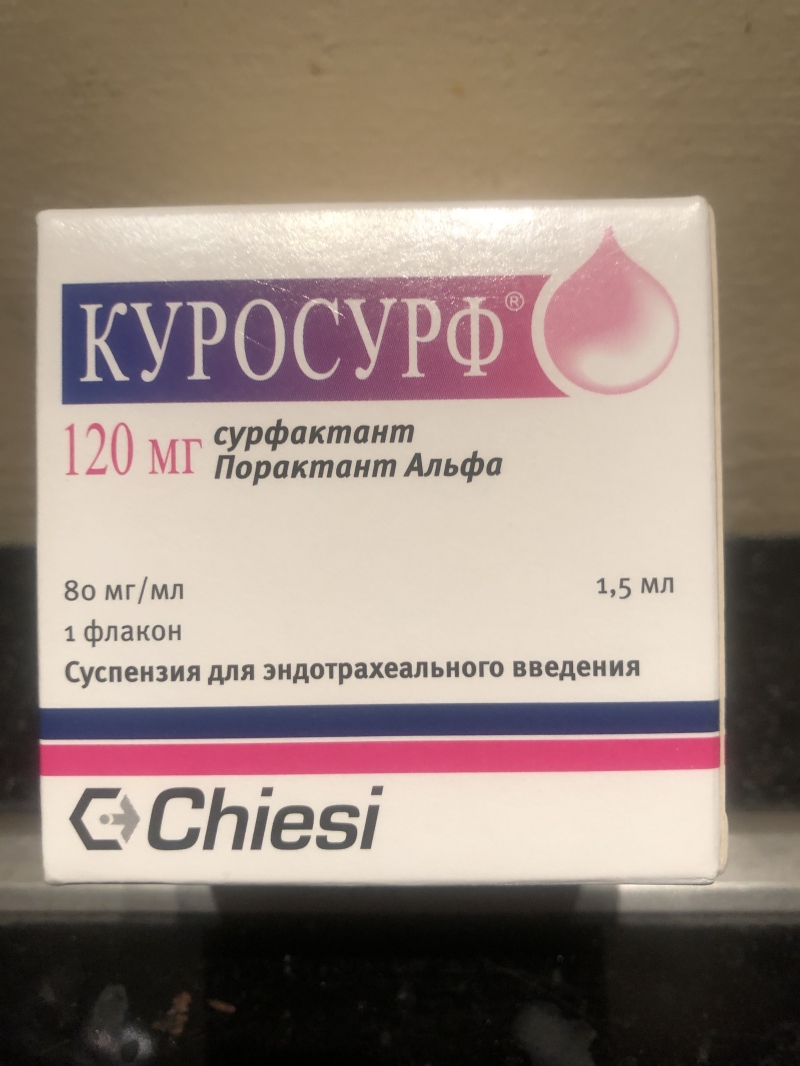 КУРОСУРФ®
120 мг сурфактант
Порактант Альфа
80 мг/мл 1,5 мл
1 флакон
Суспензия для эндотрахеального введения
Chiesi